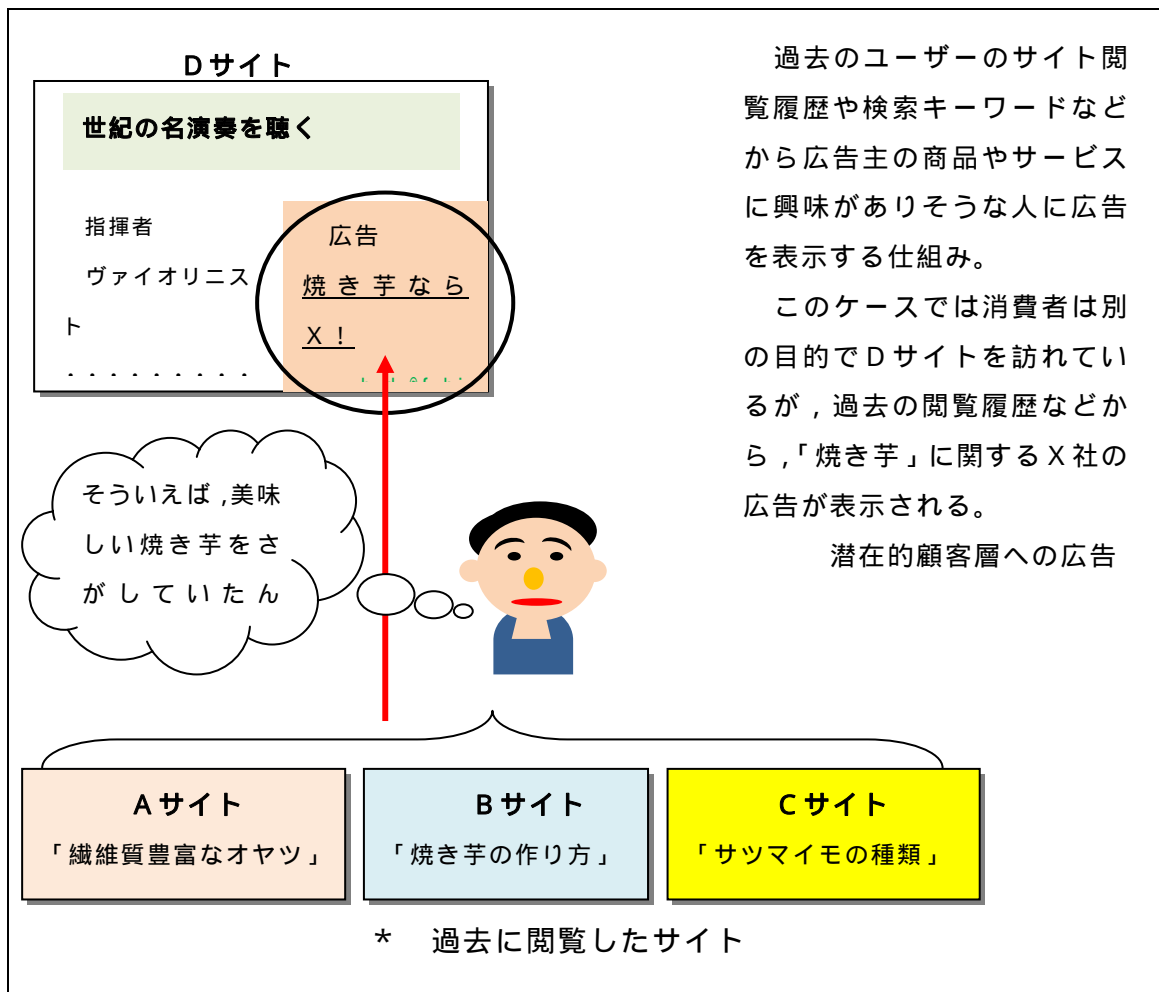 Dサイト
世紀の名演奏を聴く
指揮者
ヴァイオリニス
ト
・・・・・・・・・
広告
焼き芋なら
X!
過去のユーザーのサイト閲
覧履歴や検索キーワードなど
から広告主の商品やサービス
に興味がありそうな人に広告
を表示する仕組み。
このケースでは消費者は別
の目的でDサイトを訪れてい
るが,過去の閲覧履歴などか
ら,「焼き芋」に関するX社の
広告が表示される。
潜在的顧客層への広告
そういえば,美味
しい焼き芋をさ
がしていたん
Aサイト
「繊維質豊富なオヤツ」
Bサイト
「焼き芋の作り方」
Cサイト
「サツマイモの種類」
* 過去に閲覧したサイト